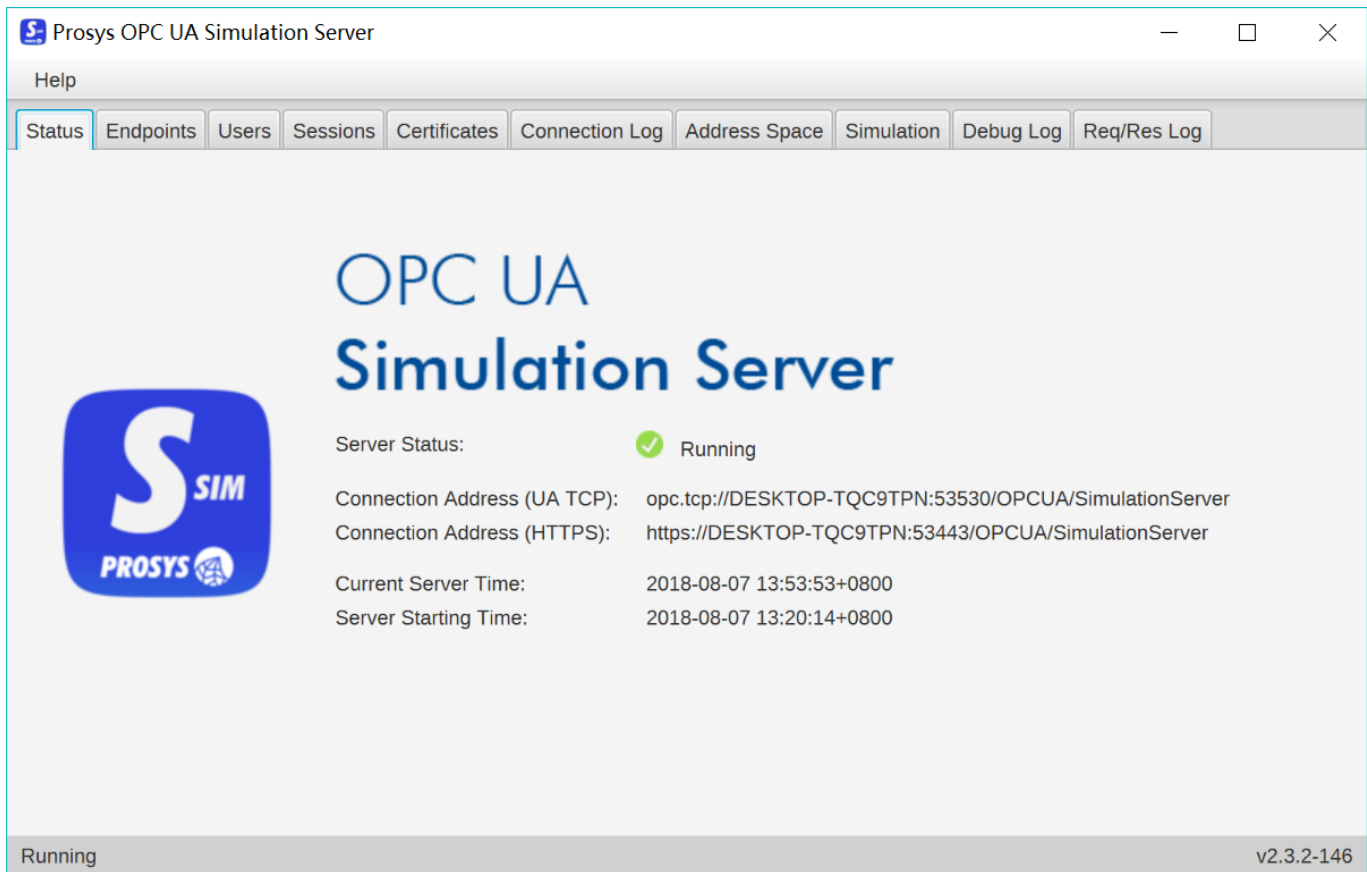 Prosys OPC UA Simulation Server
Help
Status Endpoints Users Sessions Certificates Connection Log Address Space Simulation Debug Log Req/Res Log
OPC UA
Simulation Server
S SIM
PROSYS
Server Status: Running
Connection Address (UA TCP): opc.tcp://DESKTOP-TQC9TPN:53530/OPCUA/SimulationServer
Connection Address (HTTPS): https://DESKTOP-TQC9TPN:53443/OPCUA/SimulationServer
Current Server Time: 2018-08-07 13:53:53+0800
Server Starting Time: 2018-08-07 13:20:14+0800
Running v2.3.2-146